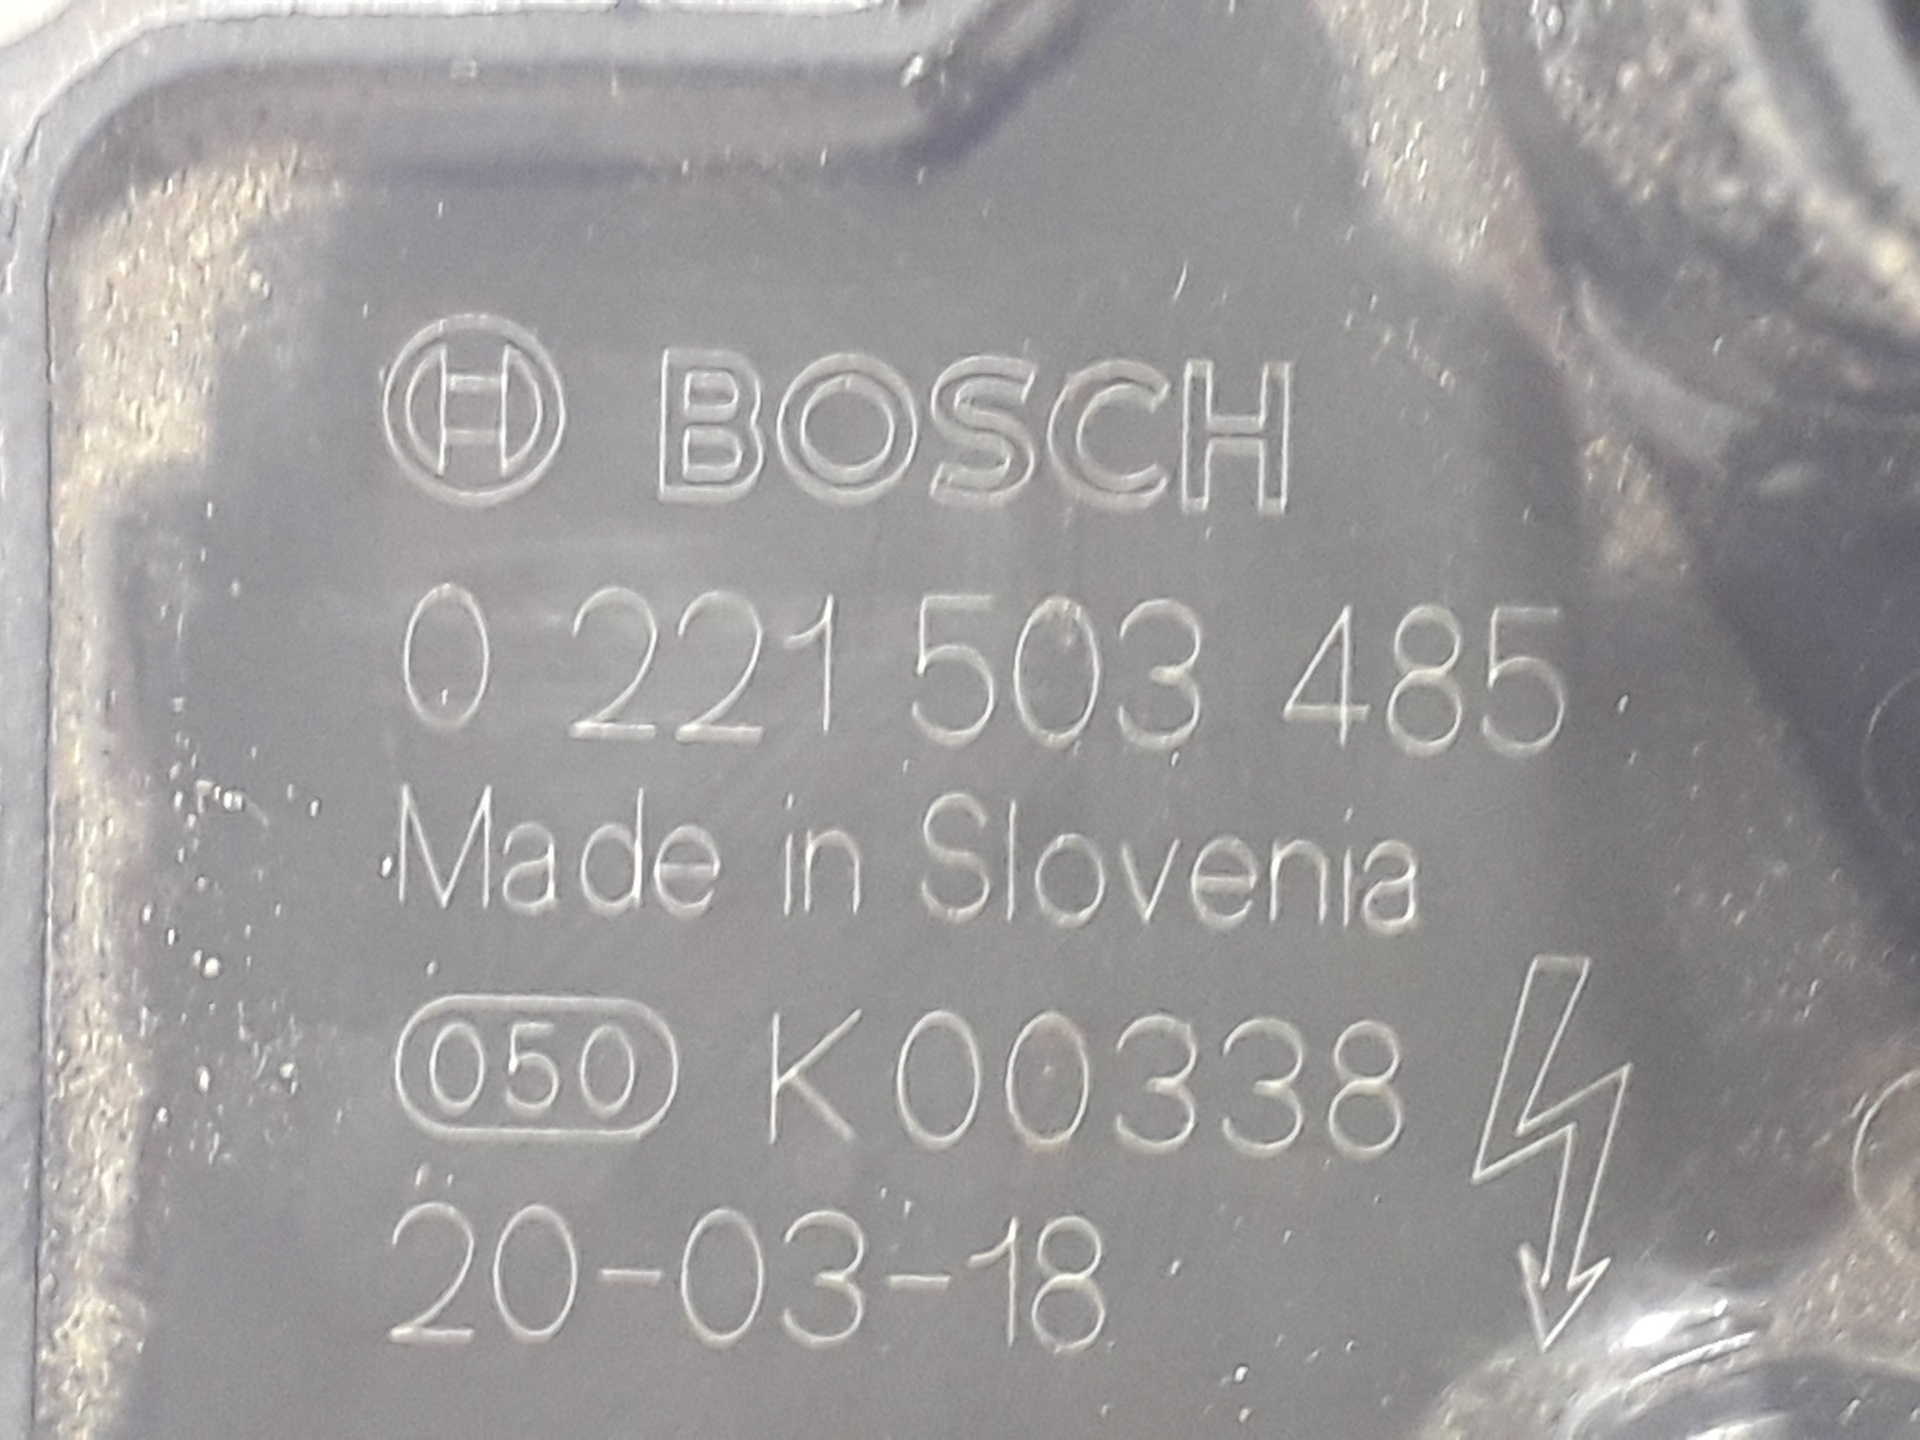 BOSCH
0 221 503 485
Made in Slovenia
050 K00338
20-03-18